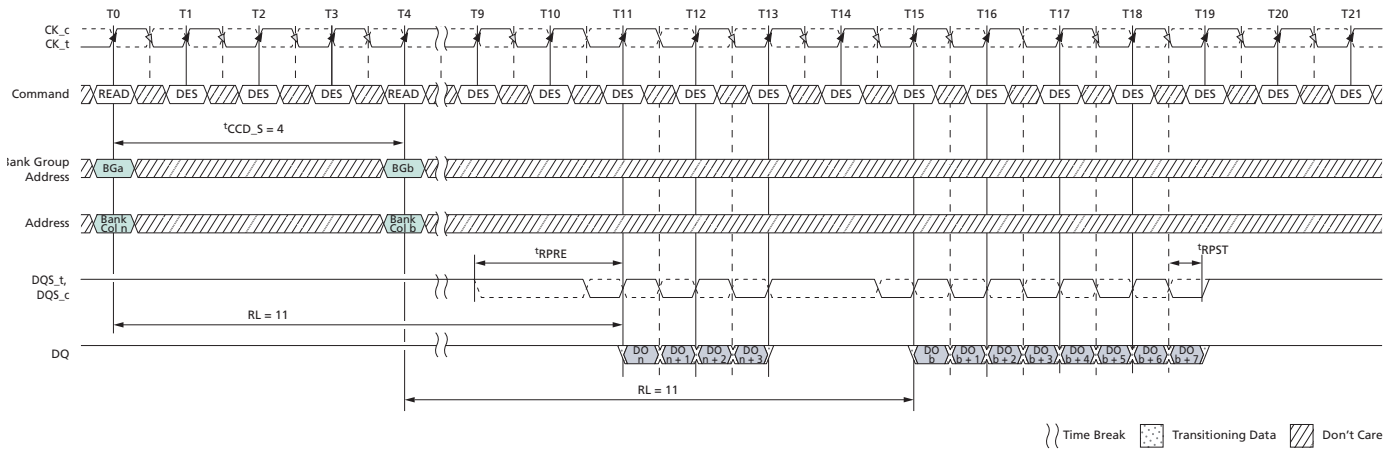 T0 T1 T2 T3 T4 T9 T10 T11 T12 T13 T14 T15 T16 T17 T18 T19 T20 T21
CK_c
CK_t
Command READ DES DES DES READ DES DES DES DES DES DES DES DES DES DES DES DES DES
tCCD_S = 4
Bank Group
Address
BGa BGb
Address
Bank
Col n
Bank
Col b
tRPRE
tRPST
DQS_t,
DQS_c
RL = 11
DQ
DO
n
DO
n + 1
DO
n + 2
DO
n + 3
DO
b
DO
b + 1
DO
b + 2
DO
b + 3
DO
b + 4
DO
b + 5
DO
b + 6
DO
b + 7
RL = 11
Time Break Transitioning Data Don't Care